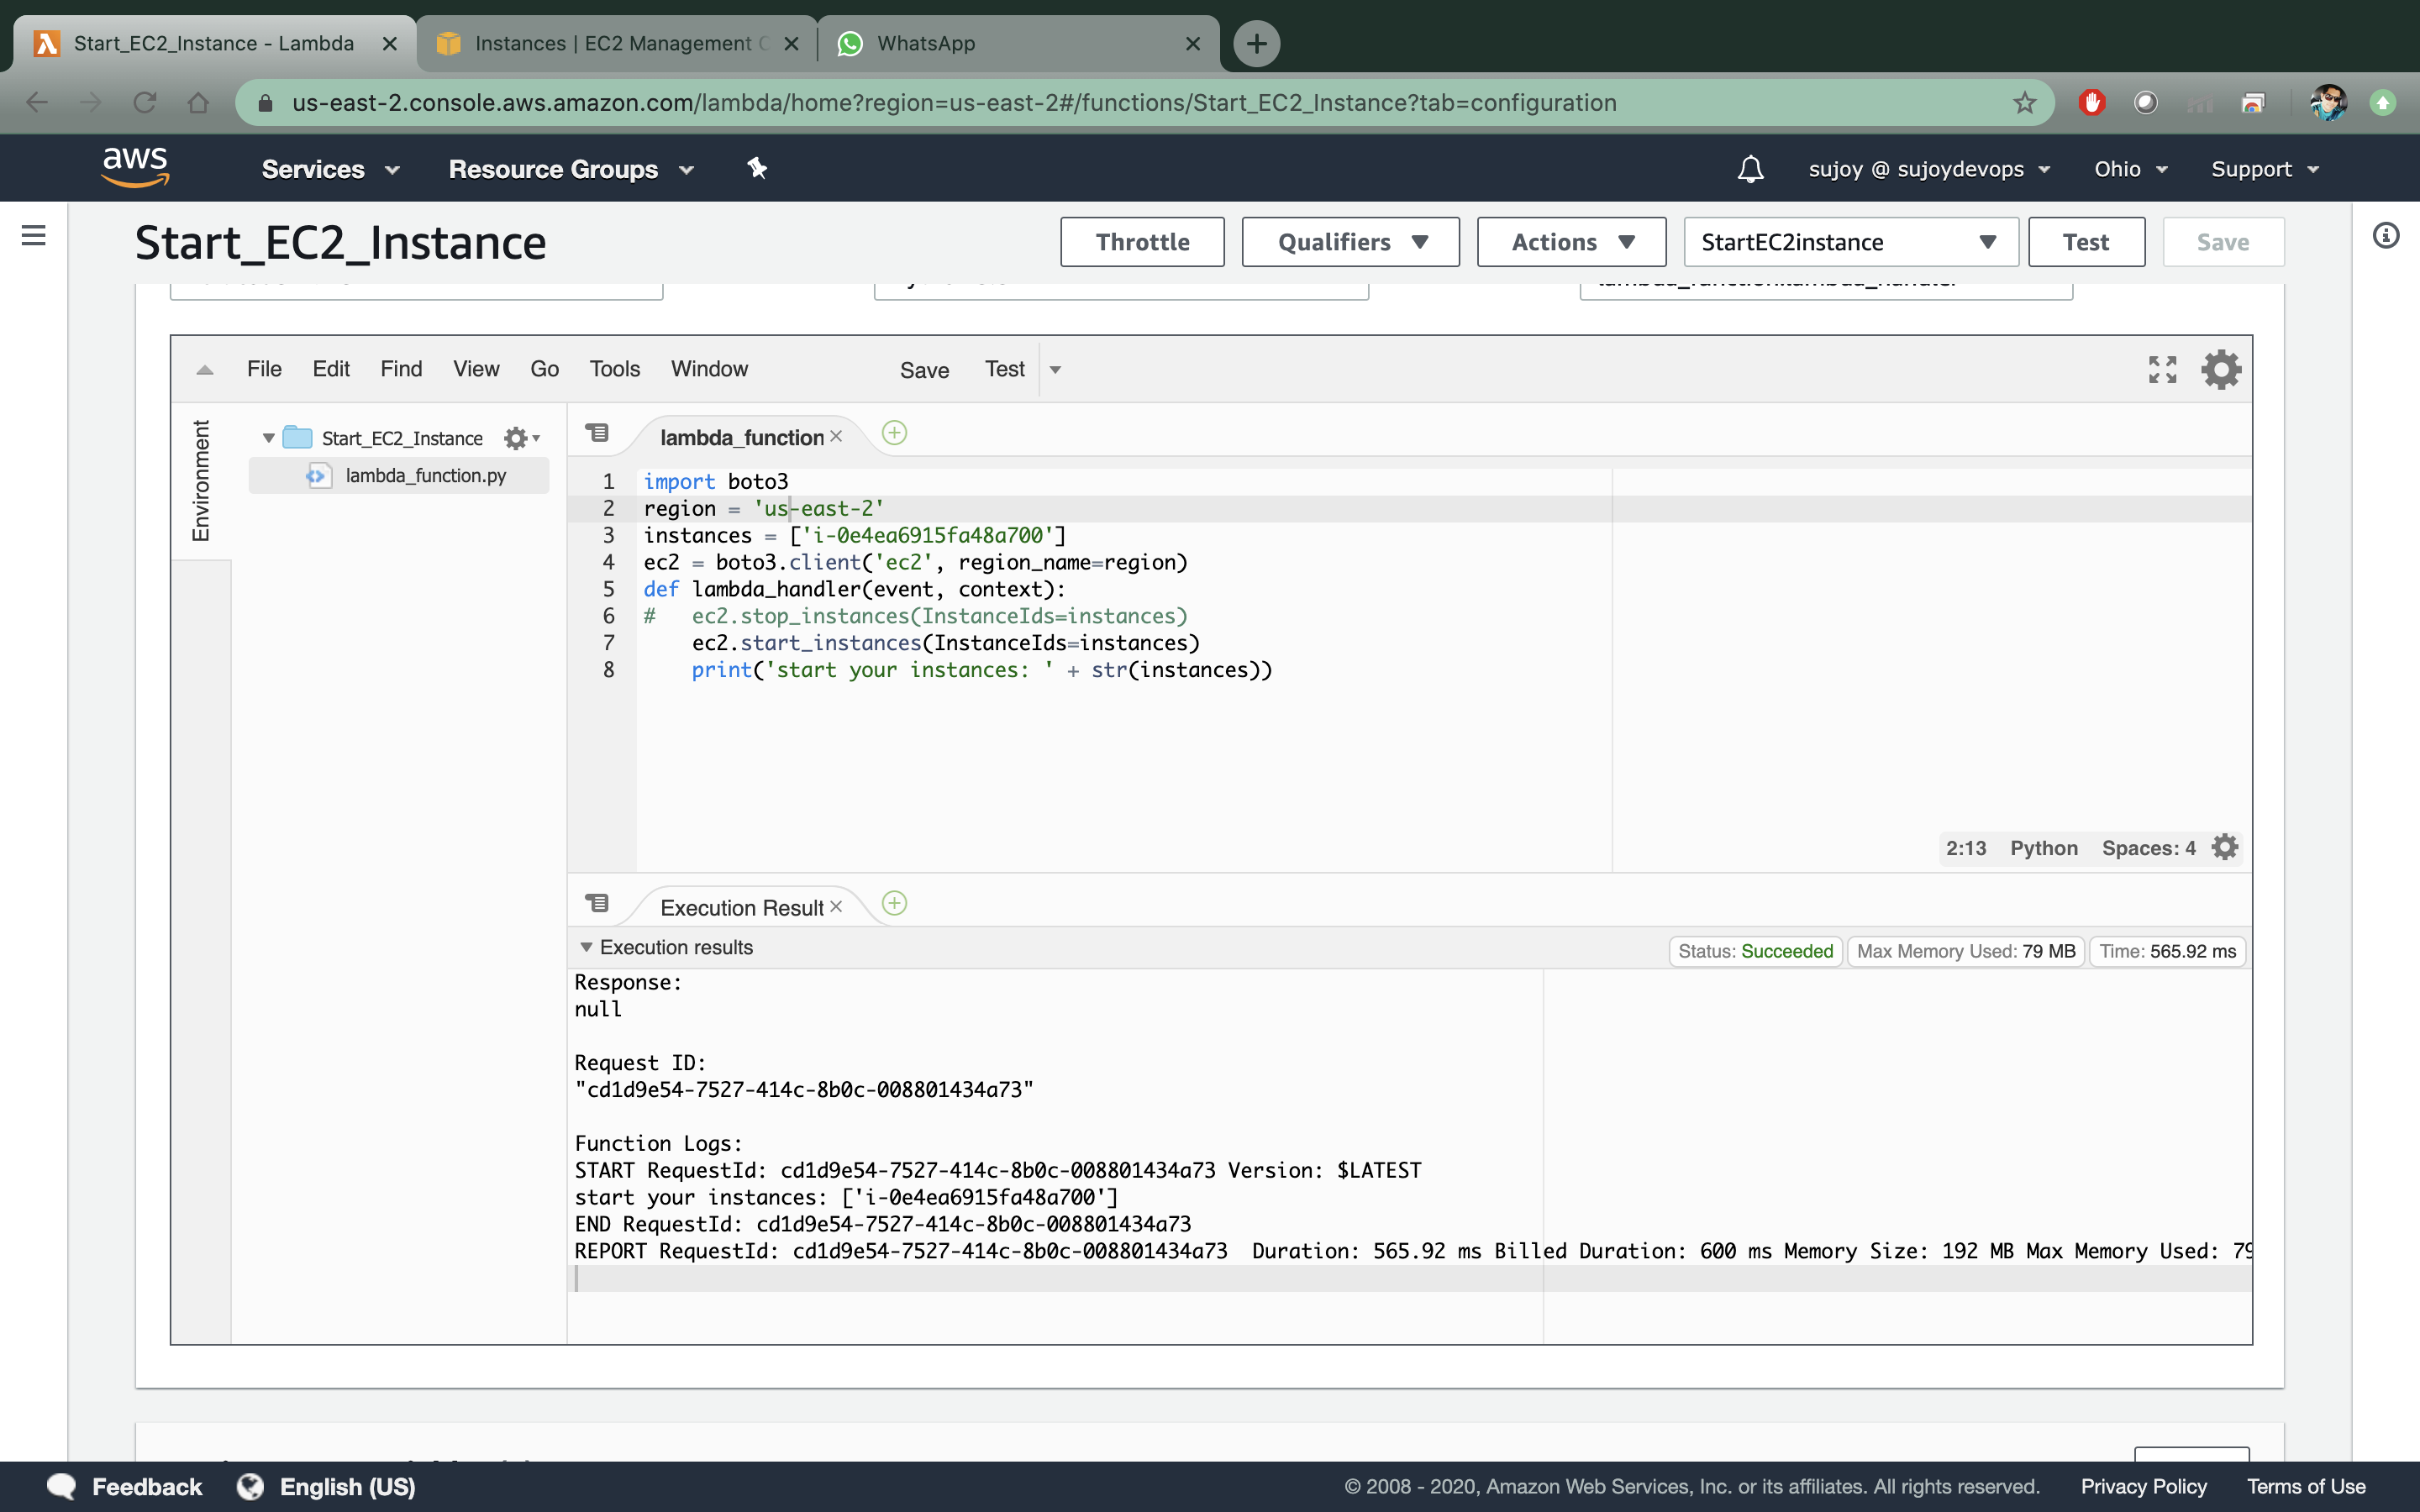 Start_EC2_Instance - Lambda
Instances | EC2 Management C
WhatsApp
us-east-2.console.aws.amazon.com/lambda/home?region=us-east-2#/functions/Start_EC2_Instance?tab=configuration
aws
Services
Resource Groups
sujoy @ sujoydevops
Ohio
Support
Start_EC2_Instance
Throttle
Qualifiers
Actions
StartEC2instance
Test
Save
File Edit Find View Go Tools Window Save Test
Environment
Start_EC2_Instance
lambda_function.py
lambda_function
1 import boto3
2 region = 'us-east-2'
3 instances = ['i-0e4ea6915fa48a700']
4 ec2 = boto3.client('ec2', region_name=region)
5 def lambda_handler(event, context):
6 #   ec2.stop_instances(InstanceIds=instances)
7     ec2.start_instances(InstanceIds=instances)
8     print('start your instances: ' + str(instances))
2:13 Python Spaces: 4
Execution Result
Execution results
Status: Succeeded
Max Memory Used: 79 MB
Time: 565.92 ms
Response:
null
Request ID:
"cd1d9e54-7527-414c-8b0c-008801434a73"
Function Logs:
START RequestId: cd1d9e54-7527-414c-8b0c-008801434a73 Version: $LATEST
start your instances: ['i-0e4ea6915fa48a700']
END RequestId: cd1d9e54-7527-414c-8b0c-008801434a73
REPORT RequestId: cd1d9e54-7527-414c-8b0c-008801434a73  Duration: 565.92 ms Billed Duration: 600 ms Memory Size: 192 MB Max Memory Used: 79
Feedback
English (US)
© 2008 - 2020, Amazon Web Services, Inc. or its affiliates. All rights reserved.
Privacy Policy
Terms of Use